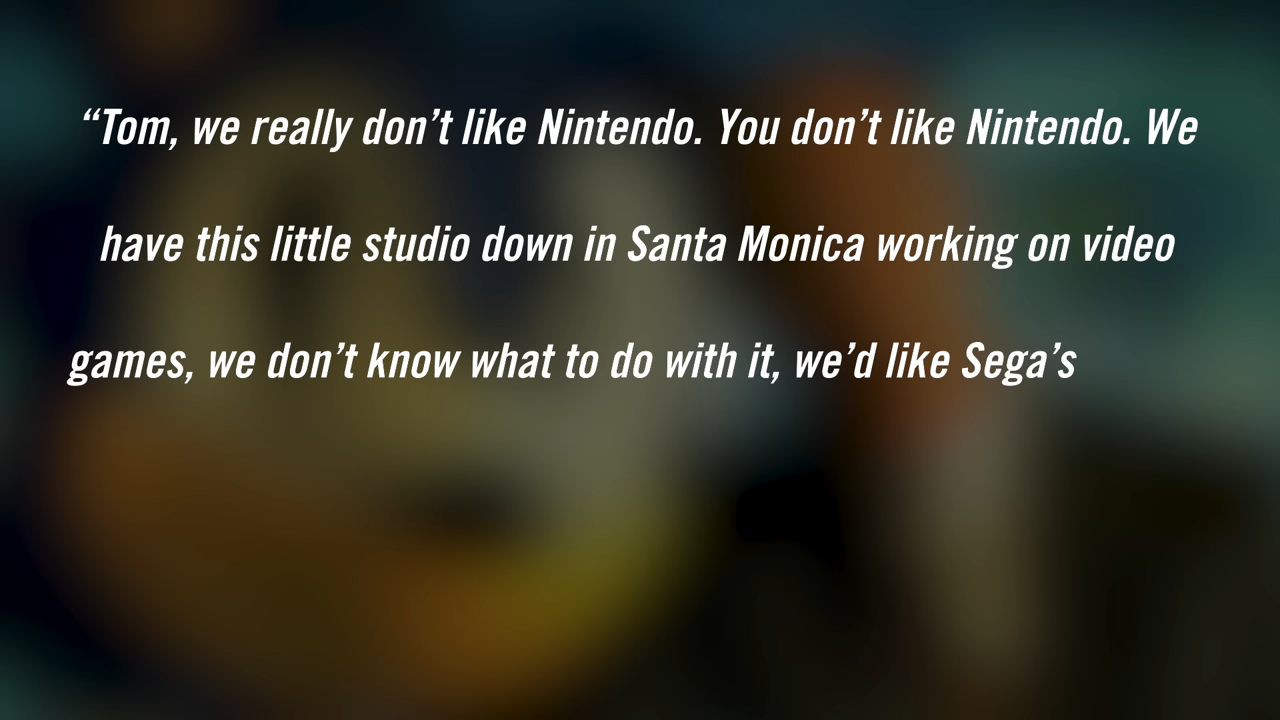 “Tom, we really don’t like Nintendo. You don’t like Nintendo. We
have this little studio down in Santa Monica working on video
games, we don’t know what to do with it, we’d like Sega’s